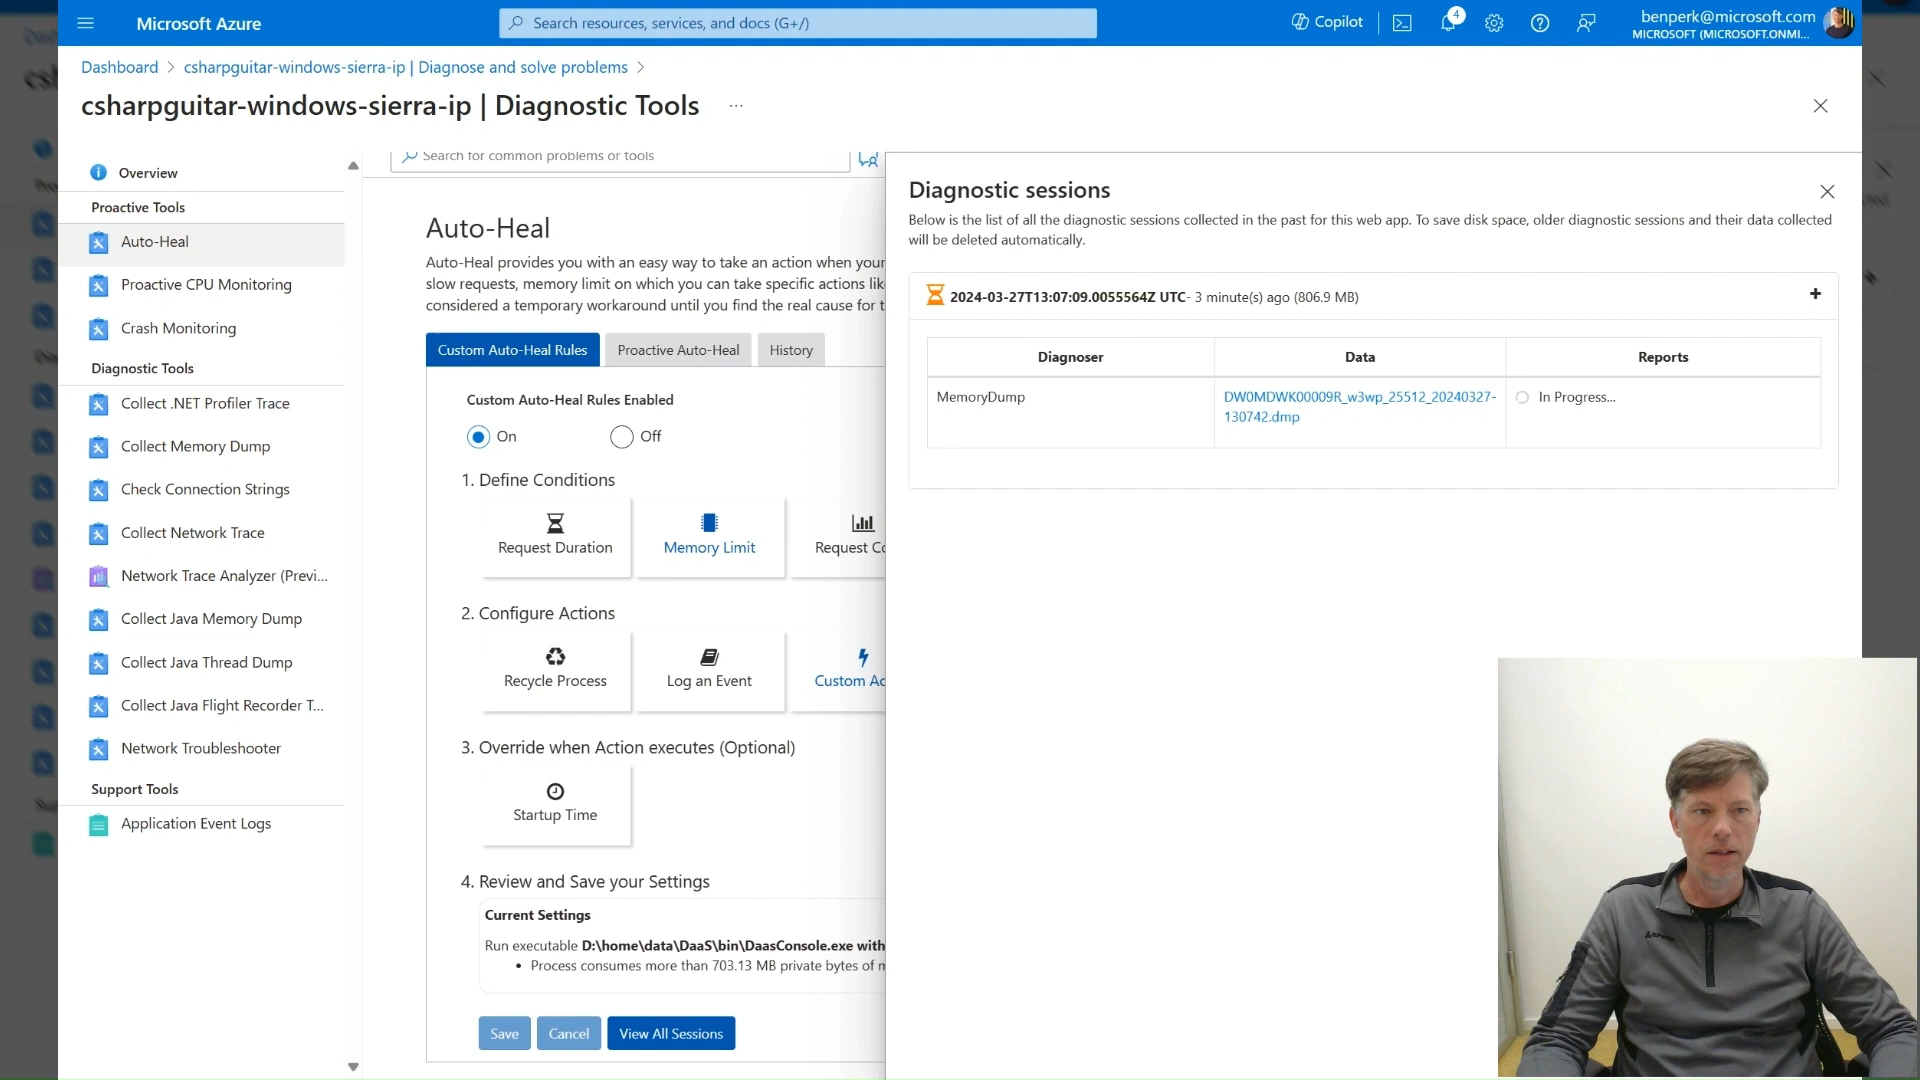 Microsoft Azure
Search resources, services, and docs (G+/)
Copilot
4
benperk@microsoft.com
MICROSOFT (MICROSOFT.ONMI...
Dashboard > csharpguitar-windows-sierra-ip | Diagnose and solve problems >
csharpguitar-windows-sierra-ip | Diagnostic Tools ...
Overview
Proactive Tools
Auto-Heal
Proactive CPU Monitoring
Crash Monitoring
Diagnostic Tools
Collect .NET Profiler Trace
Collect Memory Dump
Check Connection Strings
Collect Network Trace
Network Trace Analyzer (Previ...
Collect Java Memory Dump
Collect Java Thread Dump
Collect Java Flight Recorder T...
Network Troubleshooter
Support Tools
Application Event Logs
Search for common problems or tools
Auto-Heal
Auto-Heal provides you with an easy way to take an action when your
slow requests, memory limit on which you can take specific actions lik
considered a temporary workaround until you find the real cause for t
Custom Auto-Heal Rules
Proactive Auto-Heal
History
Custom Auto-Heal Rules Enabled
On
Off
1. Define Conditions
Request Duration
Memory Limit
Request Co
2. Configure Actions
Recycle Process
Log an Event
Custom Ac
3. Override when Action executes (Optional)
Startup Time
4. Review and Save your Settings
Current Settings
Run executable D:\home\data\DaaS\bin\DaasConsole.exe with
• Process consumes more than 703.13 MB private bytes of m
Save
Cancel
View All Sessions
Diagnostic sessions
Below is the list of all the diagnostic sessions collected in the past for this web app. To save disk space, older diagnostic sessions and their data collected
will be deleted automatically.
2024-03-27T13:07:09.0055564Z UTC- 3 minute(s) ago (806.9 MB)
Diagnoser
Data
Reports
MemoryDump
DW0MDWK00009R_w3wp_25512_20240327-
130742.dmp
In Progress...